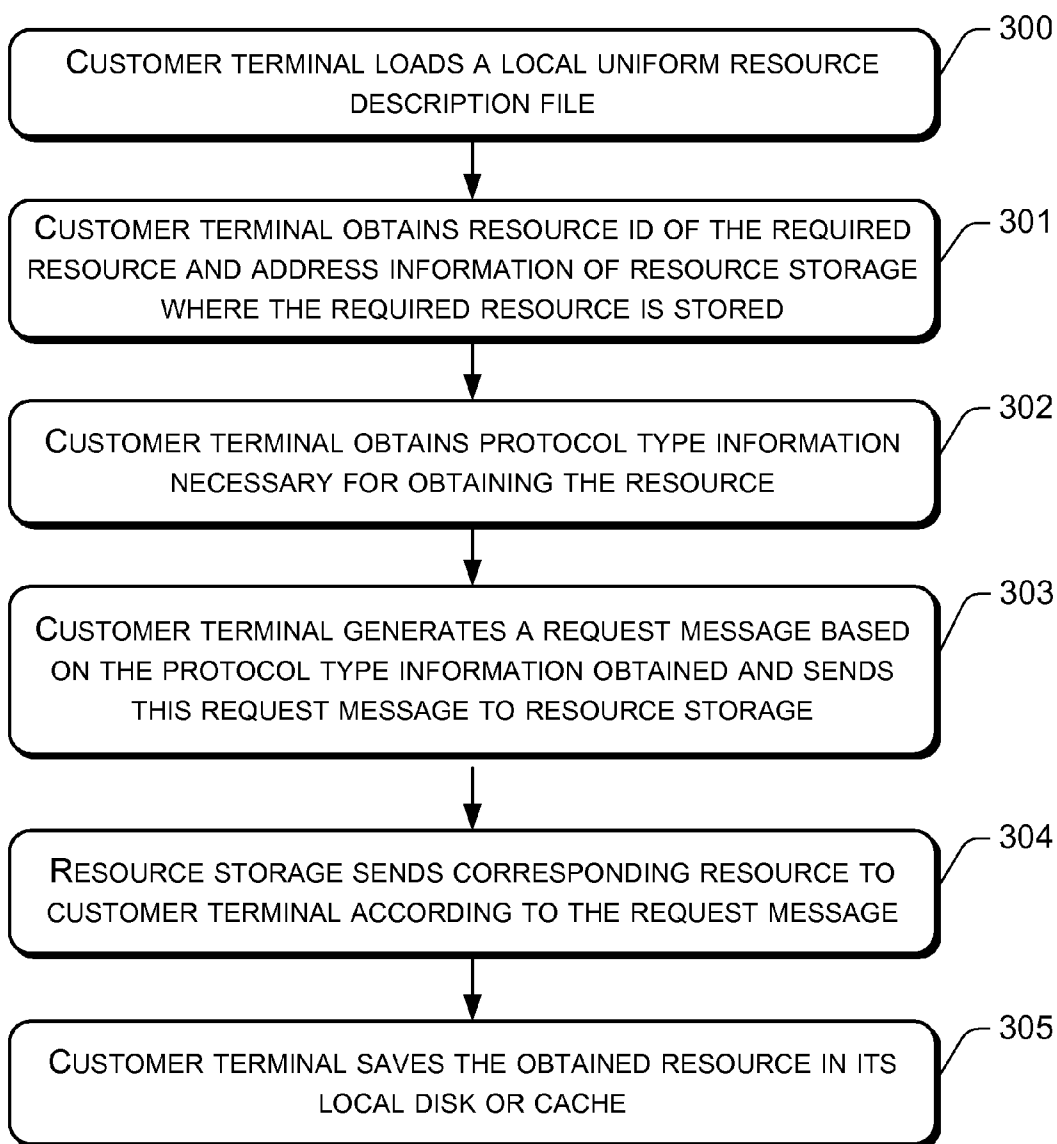 300
CUSTOMER TERMINAL LOADS A LOCAL UNIFORM RESOURCE
DESCRIPTION FILE
301
CUSTOMER TERMINAL OBTAINS RESOURCE ID OF THE REQUIRED
RESOURCE AND ADDRESS INFORMATION OF RESOURCE STORAGE
WHERE THE REQUIRED RESOURCE IS STORED
302
CUSTOMER TERMINAL OBTAINS PROTOCOL TYPE INFORMATION
NECESSARY FOR OBTAINING THE RESOURCE
303
CUSTOMER TERMINAL GENERATES A REQUEST MESSAGE BASED
ON THE PROTOCOL TYPE INFORMATION OBTAINED AND SENDS
THIS REQUEST MESSAGE TO RESOURCE STORAGE
304
RESOURCE STORAGE SENDS CORRESPONDING RESOURCE TO
CUSTOMER TERMINAL ACCORDING TO THE REQUEST MESSAGE
305
CUSTOMER TERMINAL SAVES THE OBTAINED RESOURCE IN ITS
LOCAL DISK OR CACHE